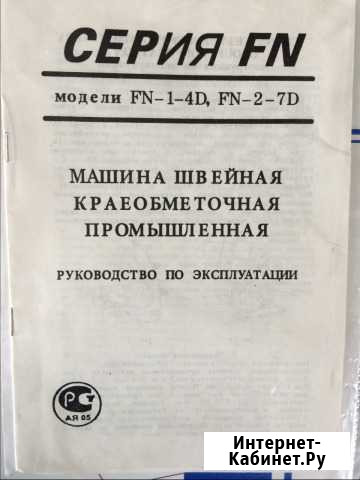 СЕРИЯ FN
модели FN-1-4D, FN-2-7D
МАШИНА ШВЕЙНАЯ
КРАЕОБМЕТОЧНАЯ
ПРОМЫШЛЕННАЯ
РУКОВОДСТВО ПО ЭКСПЛУАТАЦИИ
РСТ
АЯ 05
Интернет-
Кабинет.Ру